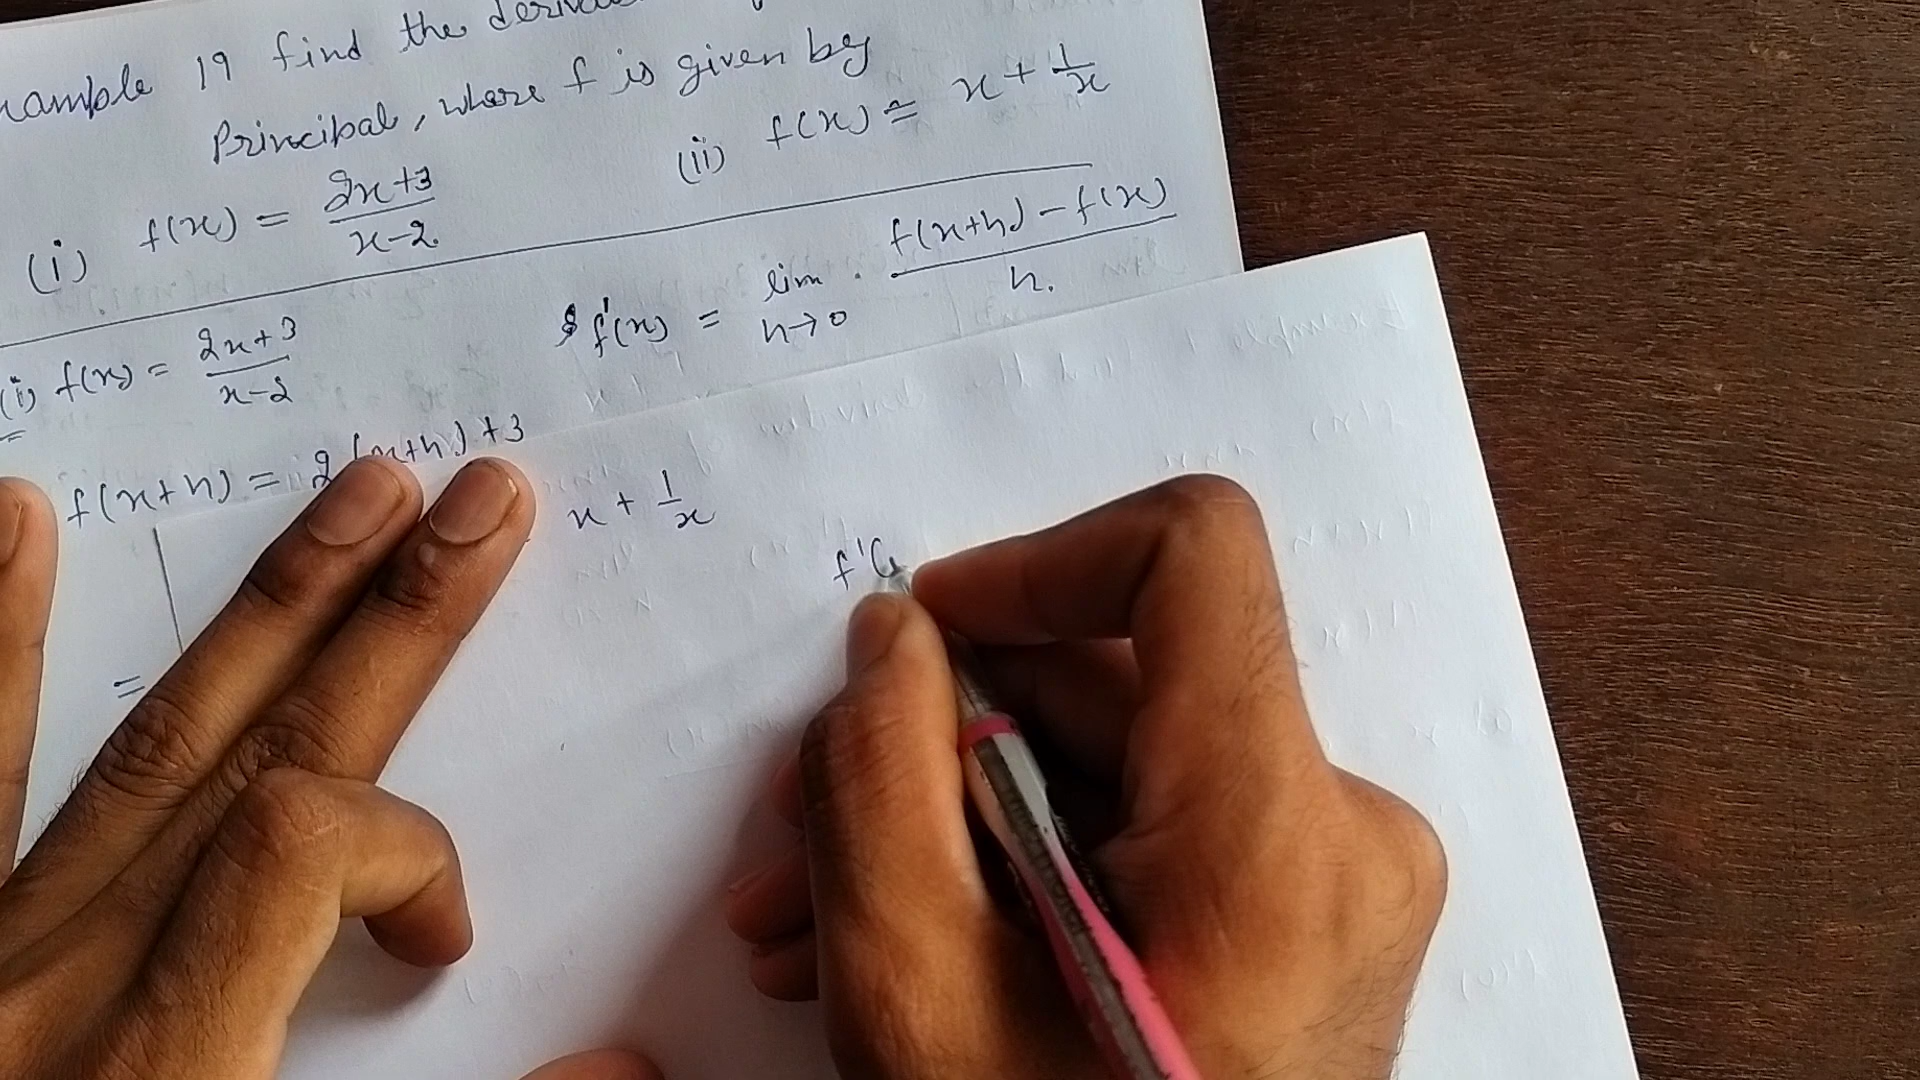 ample 19 find the
Principal, where f is given by
(i) f(x) = 2x+3 / x-2 (ii) f(x) = x + 1/x
(i) f(x) = 2x+3 / x-2 f'(x) = lim h→0 f(x+h) - f(x) / h.
f(x+h) = 2(x+h) +3
x + 1/x
f'(
=